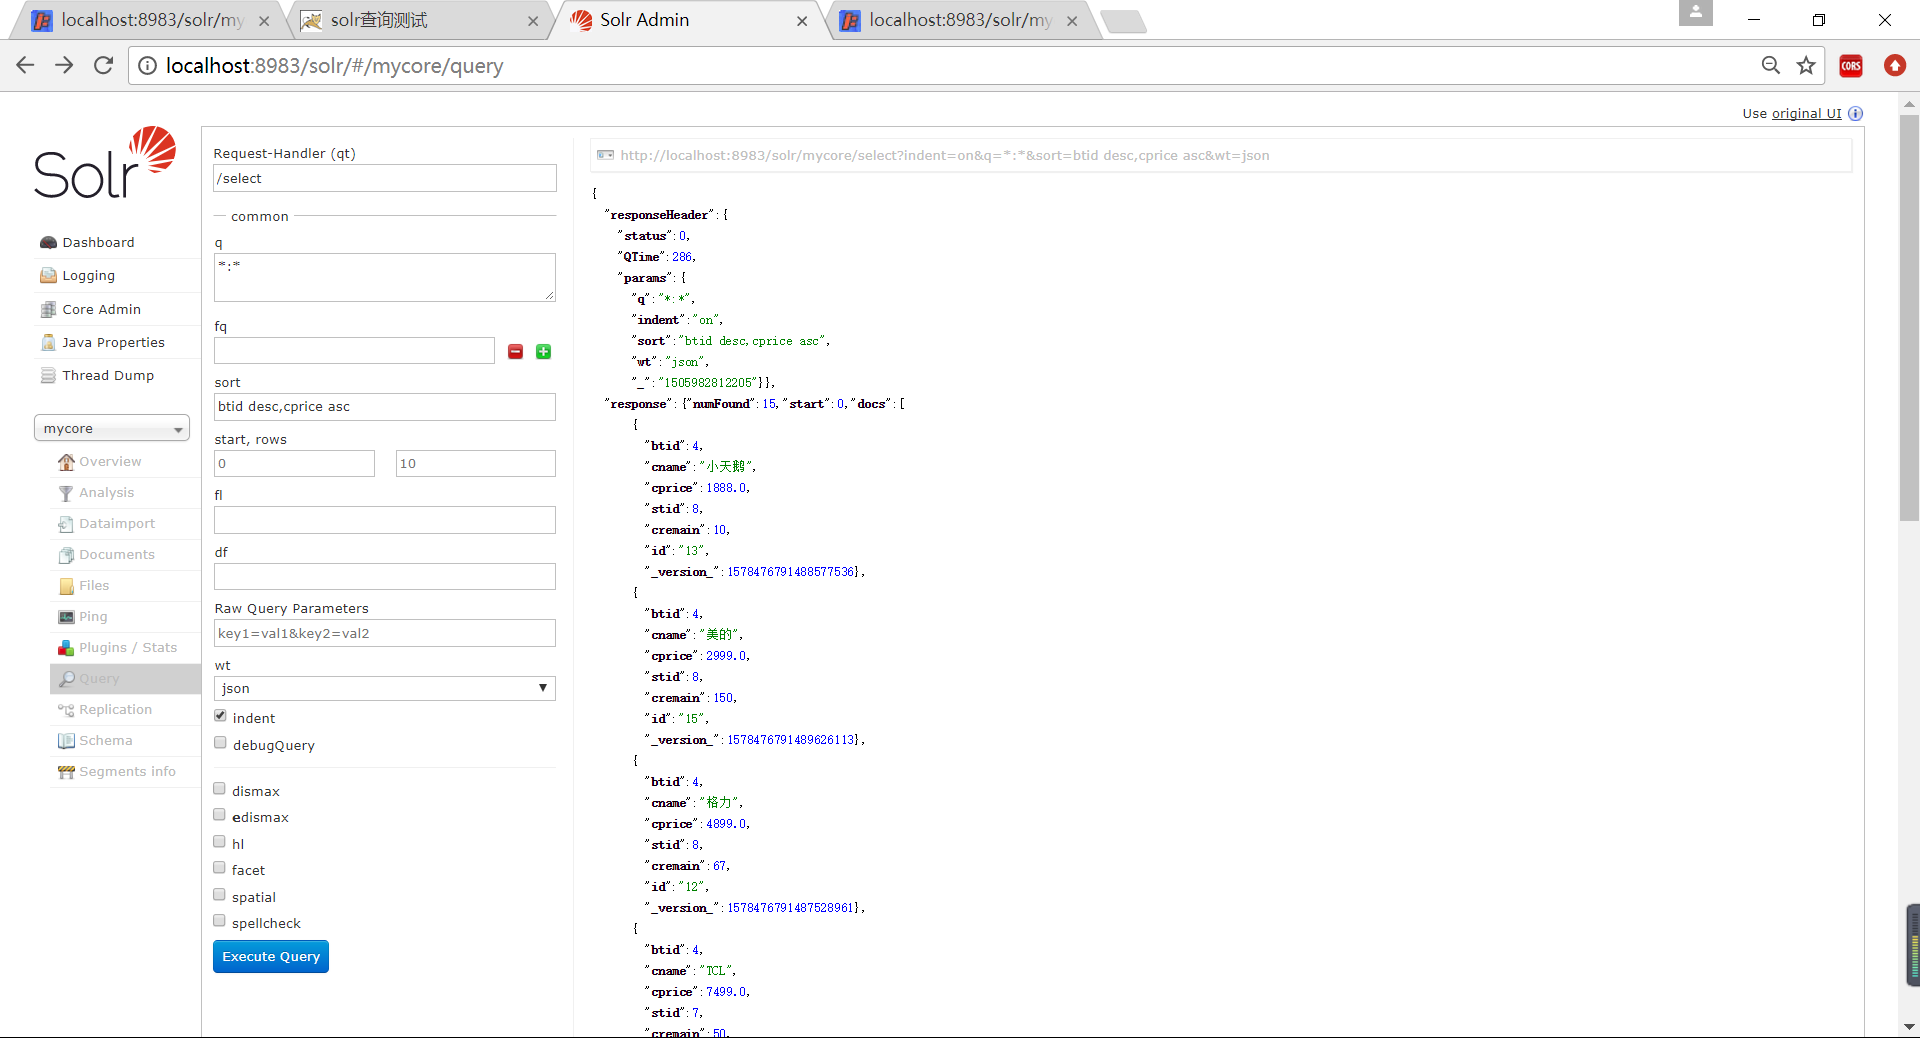 localhost:8983/solr/my
solr查询测试
Solr Admin
localhost:8983/solr/my
localhost:8983/solr/#/mycore/query
CORS
Use original UI
Solr
Dashboard
Logging
Core Admin
Java Properties
Thread Dump
mycore
Overview
Analysis
Dataimport
Documents
Files
Ping
Plugins / Stats
Query
Replication
Schema
Segments info
Request-Handler (qt)
/select
common
q
*:*
fq
sort
btid desc,cprice asc
start, rows
0 10
fl
df
Raw Query Parameters
key1=val1&key2=val2
wt
json
indent
debugQuery
dismax
edismax
hl
facet
spatial
spellcheck
Execute Query
http://localhost:8983/solr/mycore/select?indent=on&q=*:*&sort=btid desc,cprice asc&wt=json
{
"responseHeader":{
"status":0,
"QTime":286,
"params":{
"q":"*:*",
"indent":"on",
"sort":"btid desc,cprice asc",
"wt":"json",
"_":"1505982812205"}},
"response":{"numFound":15,"start":0,"docs":[
{
"btid":4,
"cname":"小天鹅",
"cprice":1888.0,
"stid":8,
"cremain":10,
"id":"13",
"_version_":1578476791488577536},
{
"btid":4,
"cname":"美的",
"cprice":2999.0,
"stid":8,
"cremain":150,
"id":"15",
"_version_":1578476791489626113},
{
"btid":4,
"cname":"格力",
"cprice":4899.0,
"stid":8,
"cremain":67,
"id":"12",
"_version_":1578476791487528961},
{
"btid":4,
"cname":"TCL",
"cprice":7499.0,
"stid":7,
"cremain":50,